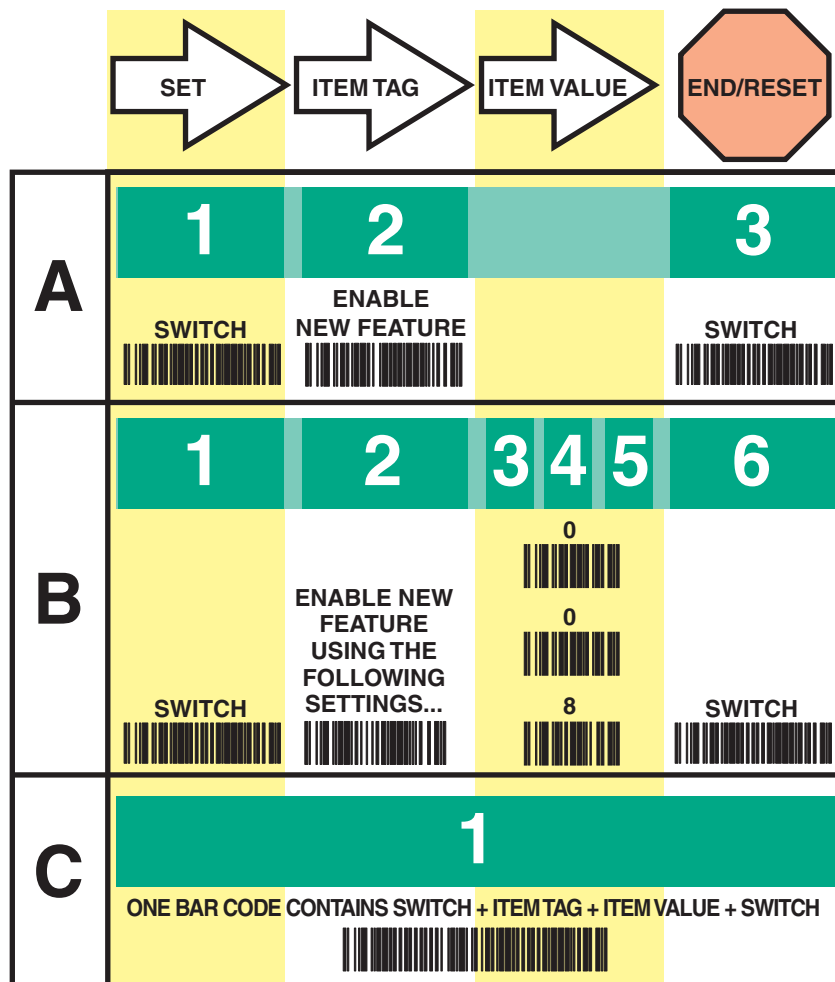 SET
ITEM TAG
ITEM VALUE
END/RESET
A
1
2
3
SWITCH
ENABLE
NEW FEATURE
SWITCH
B
1
2
3
4
5
6
SWITCH
ENABLE NEW
FEATURE
USING THE
FOLLOWING
SETTINGS...
0
0
8
SWITCH
C
1
ONE BAR CODE CONTAINS SWITCH + ITEM TAG + ITEM VALUE + SWITCH